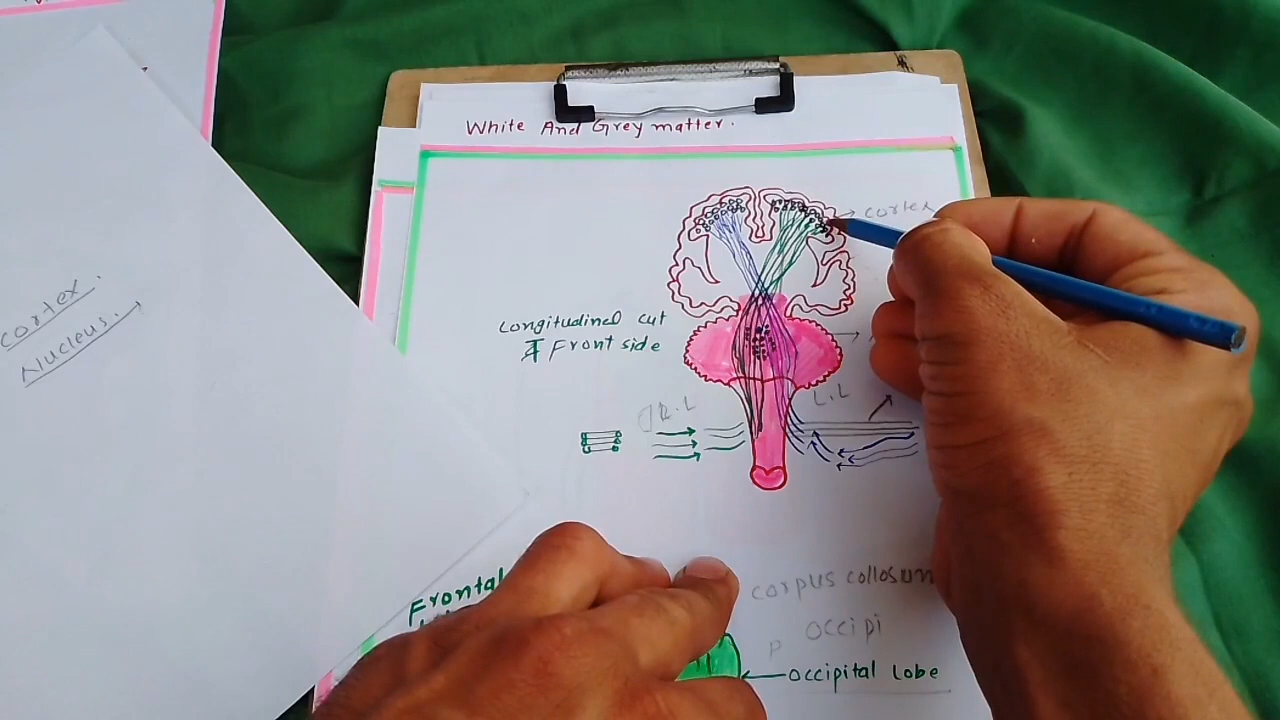 White And Grey matter.
cortex
cortex.
Nucleus.
Longitudinal cut
Front side
R.L
L.L
Frontal
corpus collosum
occipi
P
occipital lobe